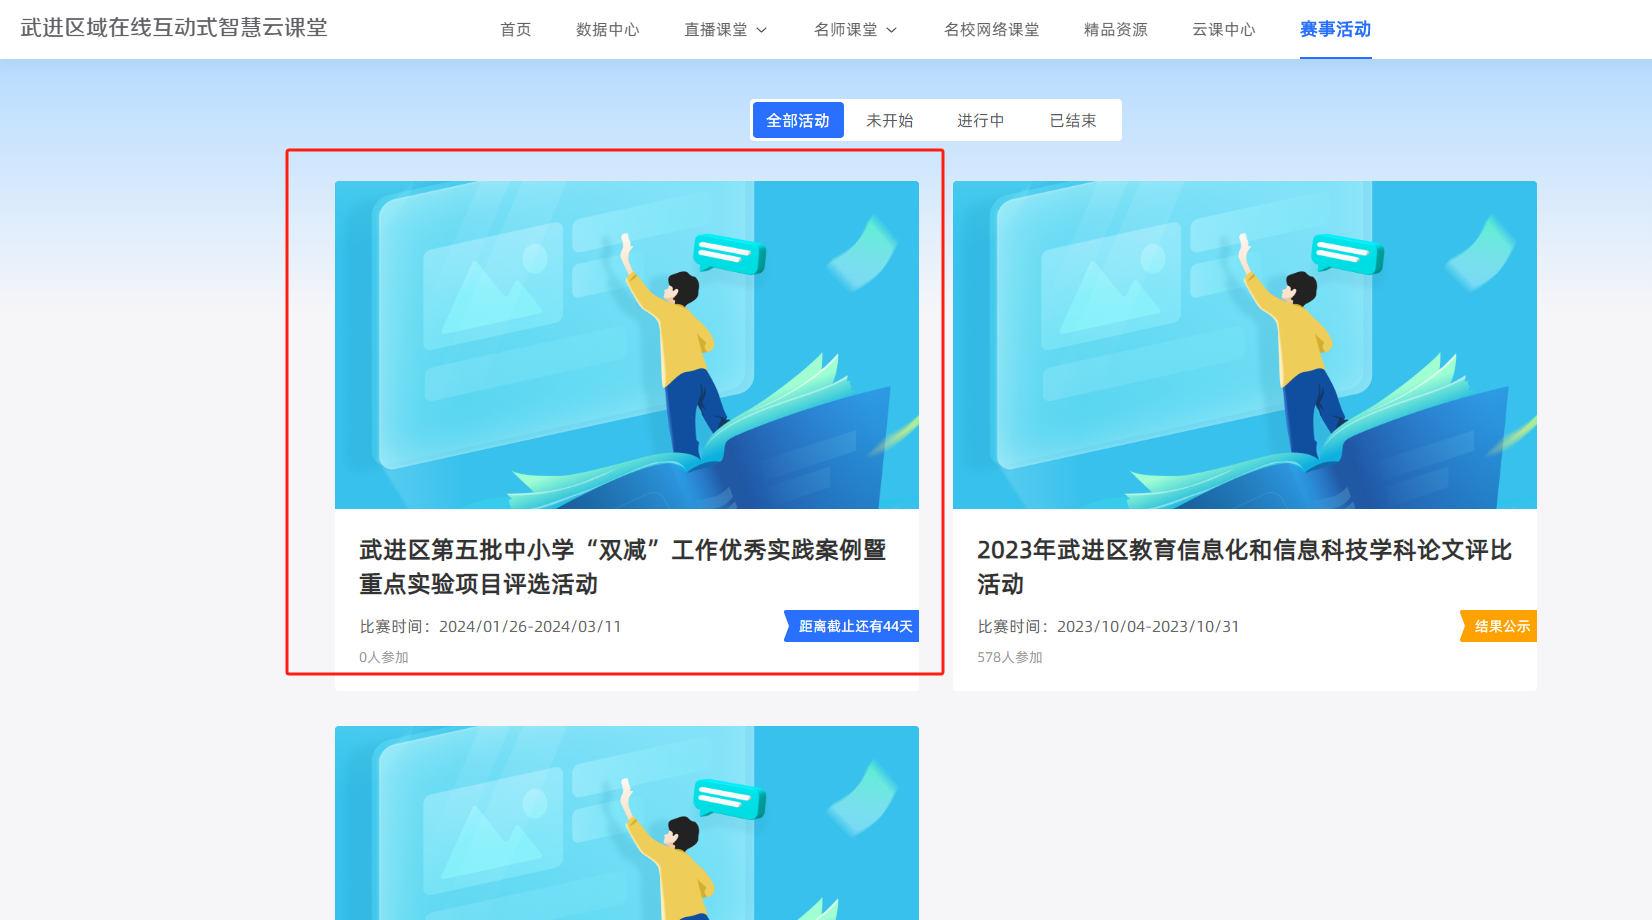 武进区域在线互动式智慧云课堂
首页
数据中心
直播课堂
名师课堂
名校网络课堂
精品资源
云课中心
赛事活动
全部活动
未开始
进行中
已结束
武进区第五批中小学“双减”工作优秀实践案例暨
重点实验项目评选活动
比赛时间：2024/01/26-2024/03/11
距离截止还有44天
0人参加
2023年武进区教育信息化和信息科技学科论文评比
活动
比赛时间：2023/10/04-2023/10/31
结果公示
578人参加